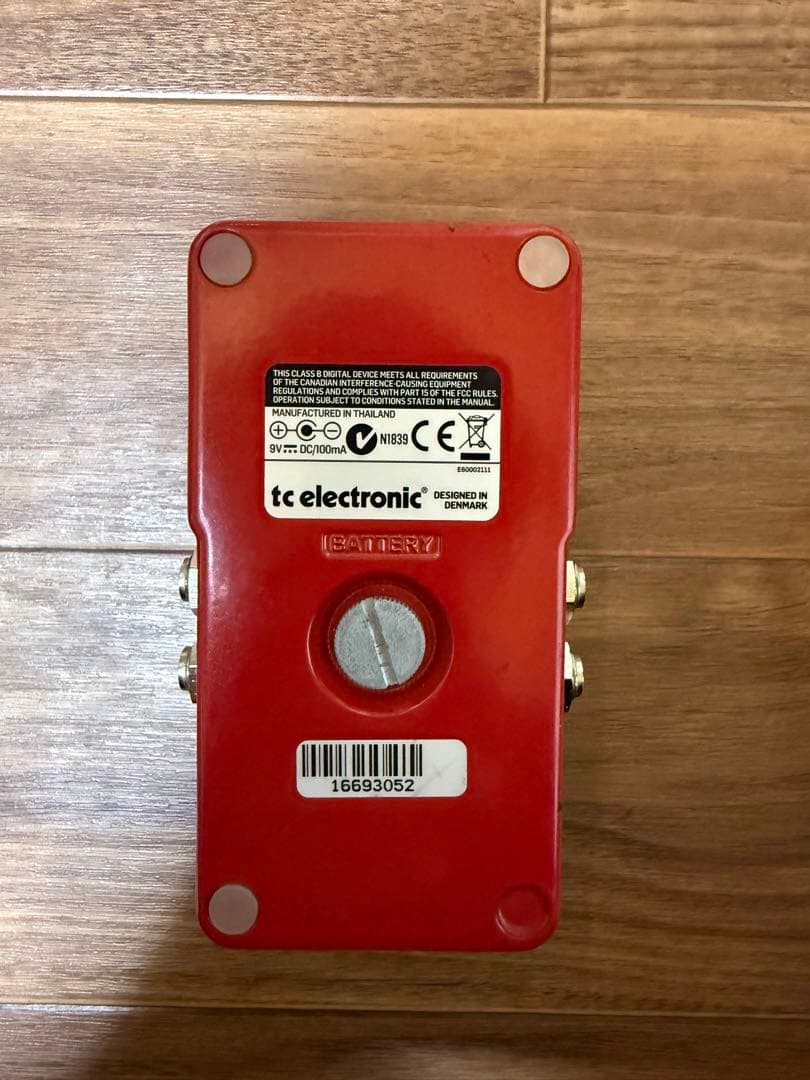 THIS CLASS B DIGITAL DEVICE MEETS ALL REQUIREMENTS
OF THE CANADIAN INTERFERENCE-CAUSING EQUIPMENT
REGULATIONS AND COMPLIES WITH PART 15 OF THE FCC RULES.
OPERATION SUBJECT TO CONDITIONS STATED IN THE MANUAL.
MANUFACTURED IN THAILAND
9V DC/100mA N1839 CE
E60002111
tc electronic® DESIGNED IN
DENMARK
BATTERY
16693052